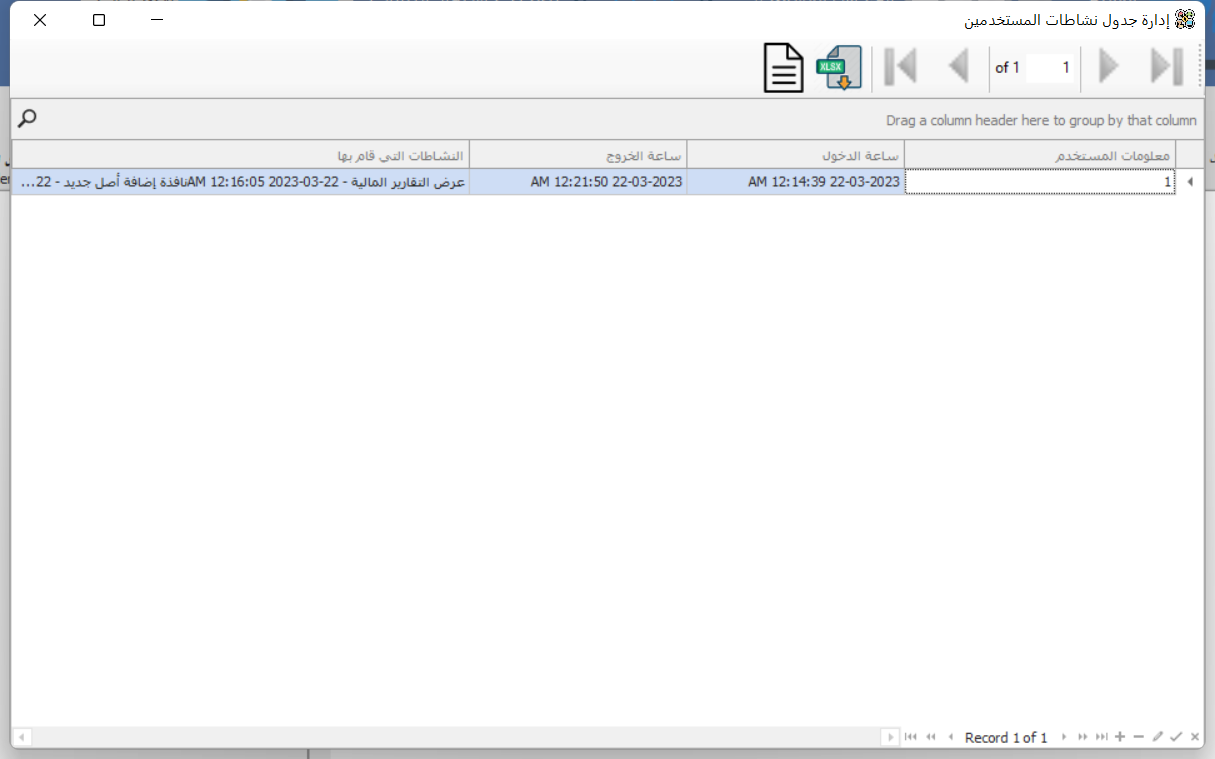 إدارة جدول نشاطات المستخدمين
1 of 1
XLSX
Drag a column header here to group by that column
معلومات المستخدم	ساعة الدخول	ساعة الخروج	النشاطات التي قام بها
1	22-03-2023 12:14:39 AM	22-03-2023 12:21:50 AM	عرض التقارير المالية - 22-03-2023 12:16:05 AMنافذة إضافة أصل جديد - 22...
Record 1 of 1